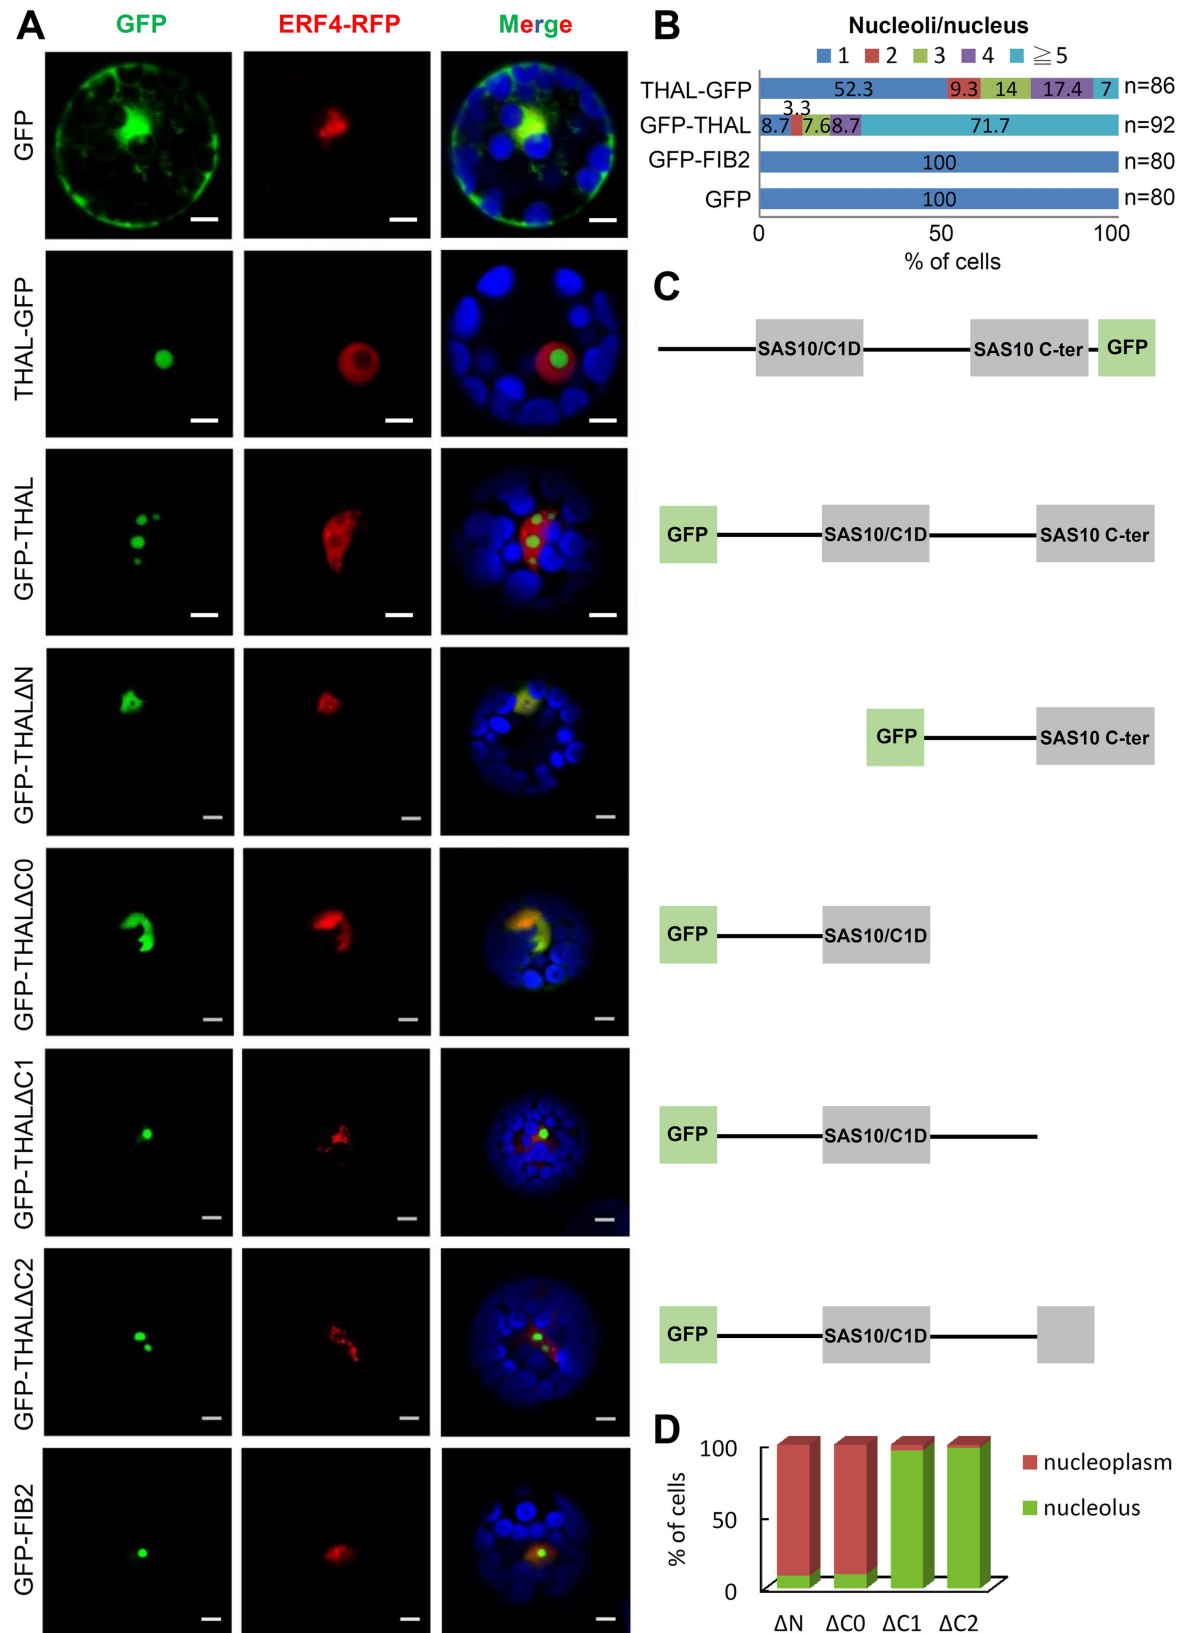 A
GFP
ERF4-RFP
Merge
GFP
THAL-GFP
GFP-THAL
GFP-THALΔN
GFP-THALΔC0
GFP-THALΔC1
GFP-THALΔC2
GFP-FIB2
B
Nucleoli/nucleus
1 2 3 4 ≧5
THAL-GFP 52.3 9.3 14 17.4 7 n=86
3.3
GFP-THAL 8.7 7.6 8.7 71.7 n=92
GFP-FIB2 100 n=80
GFP 100 n=80
0 50 100
% of cells
C
SAS10/C1D SAS10 C-ter GFP
GFP SAS10/C1D SAS10 C-ter
GFP SAS10 C-ter
GFP SAS10/C1D
GFP SAS10/C1D
GFP SAS10/C1D
D
% of cells
100
50
0
ΔN ΔC0 ΔC1 ΔC2
nucleoplasm
nucleolus